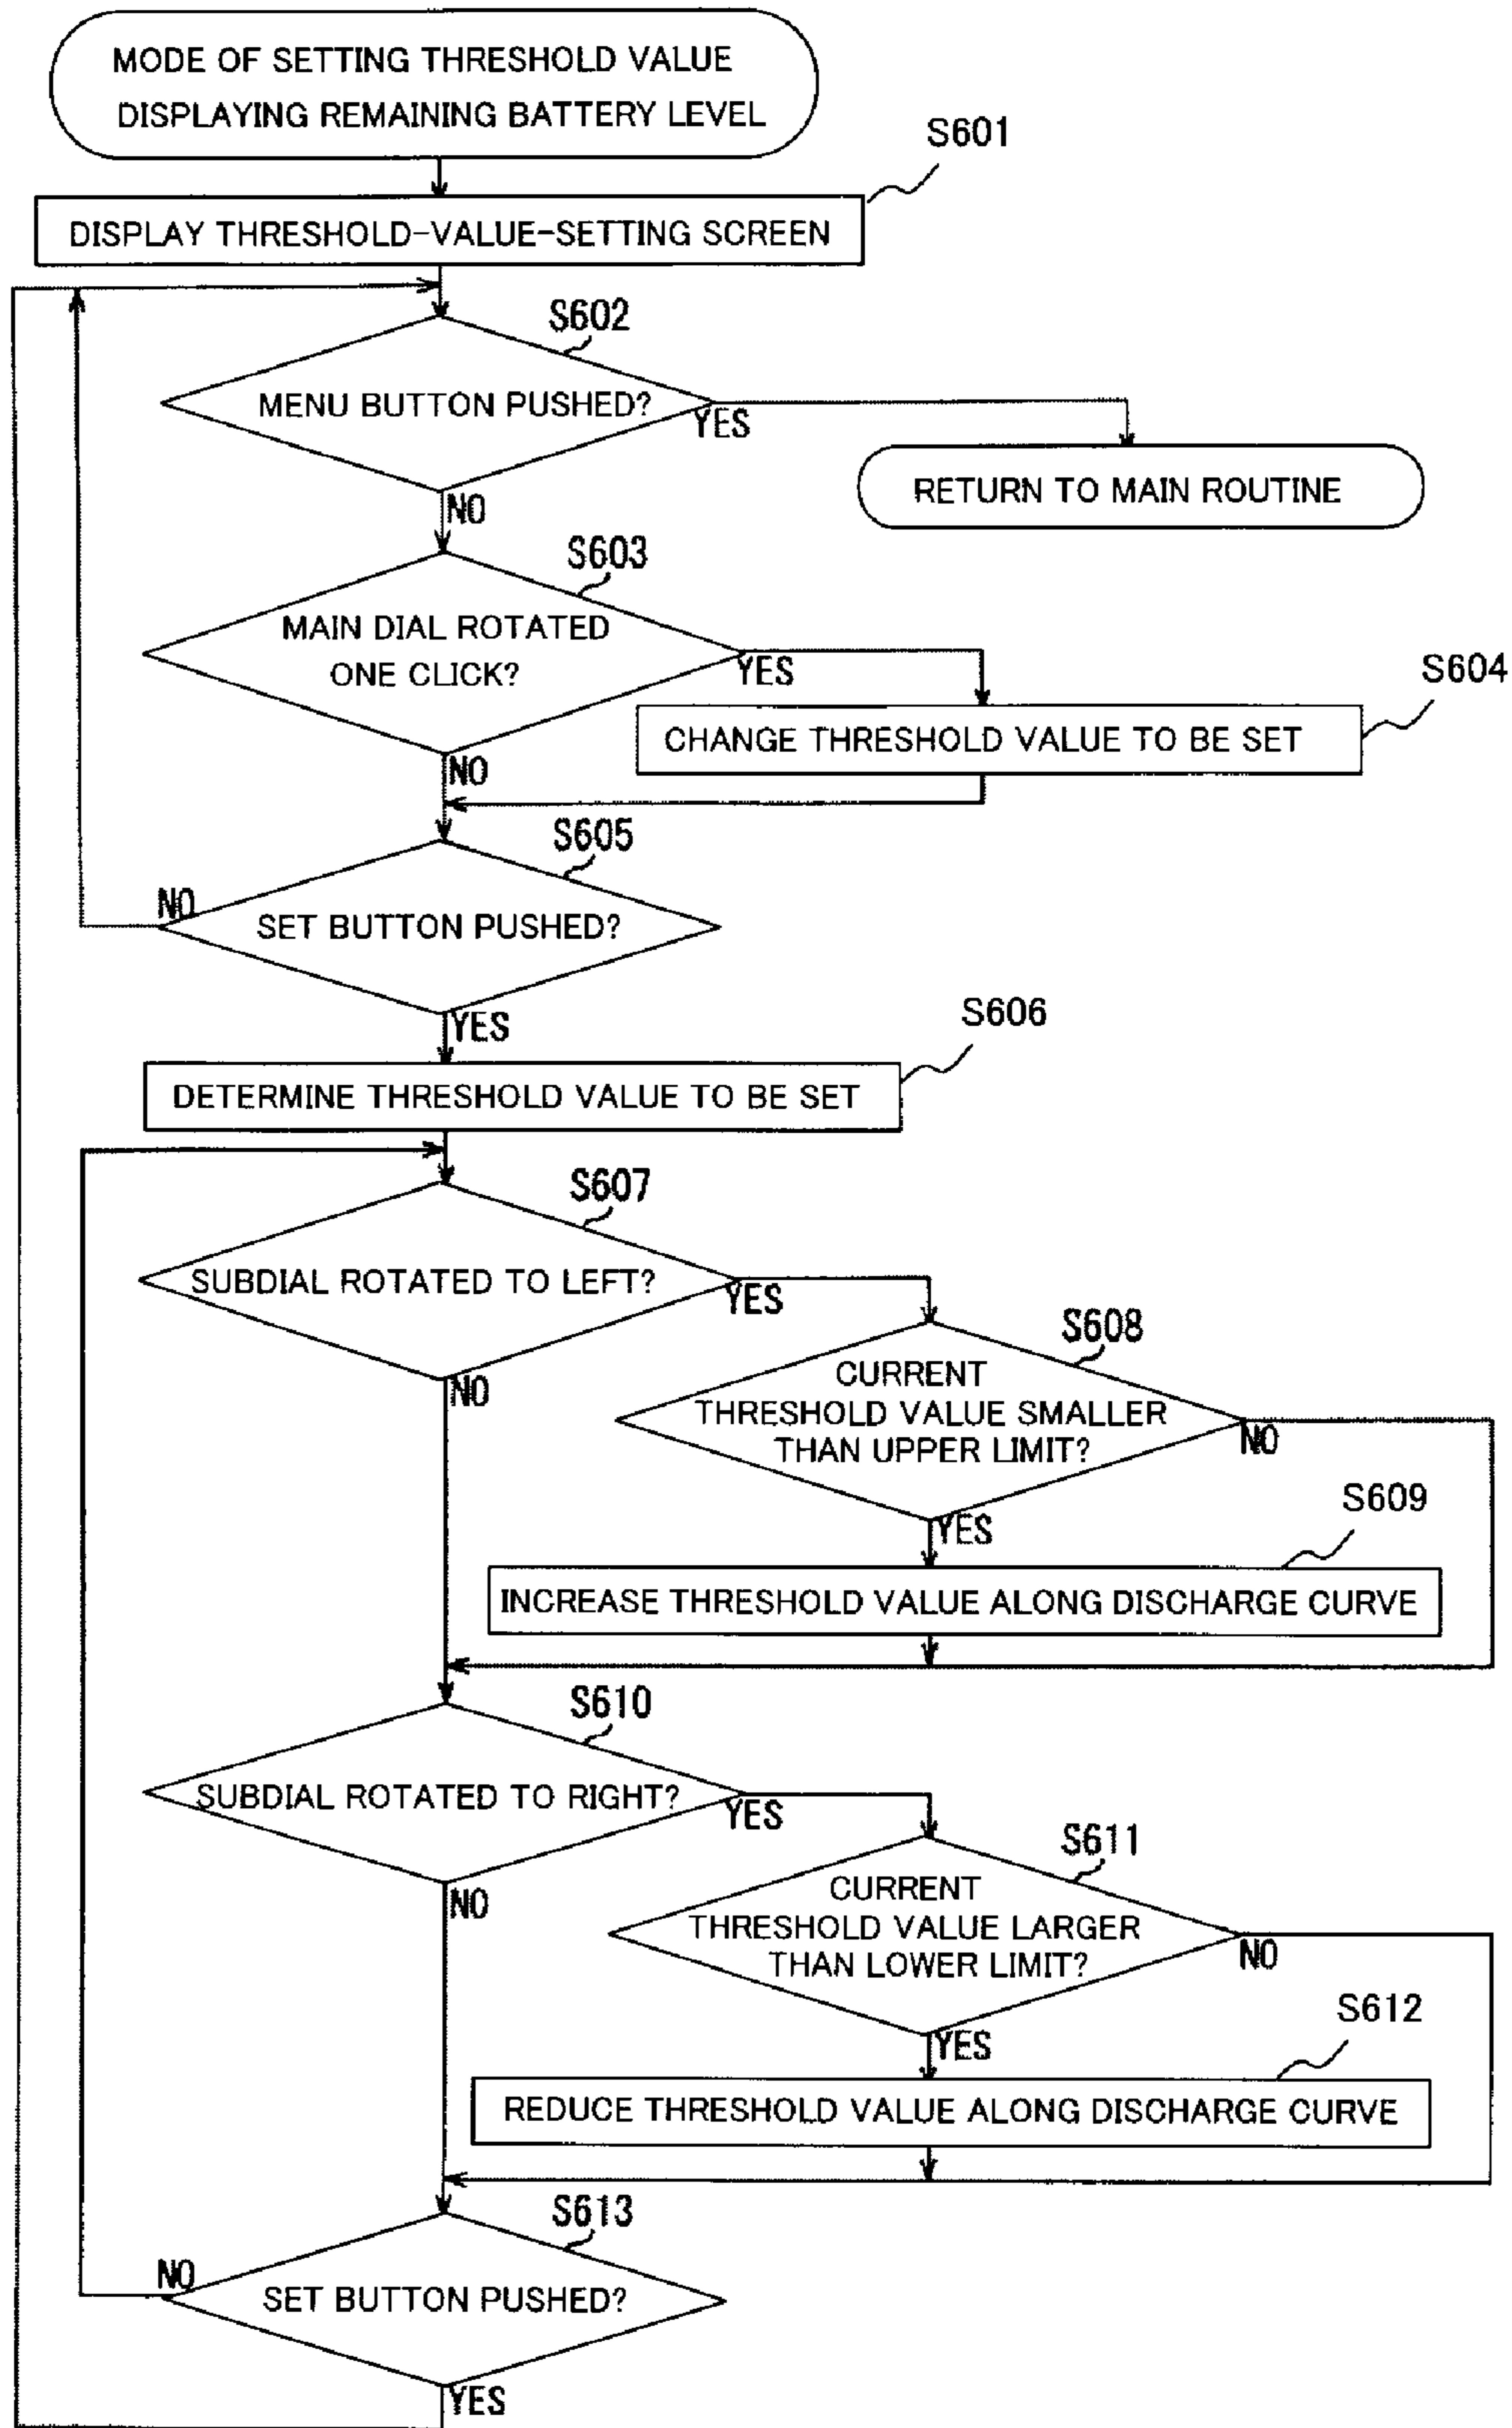 MODE OF SETTING THRESHOLD VALUE
DISPLAYING REMAINING BATTERY LEVEL
S601
DISPLAY THRESHOLD-VALUE-SETTING SCREEN
S602
MENU BUTTON PUSHED?
YES
RETURN TO MAIN ROUTINE
NO
S603
MAIN DIAL ROTATED
ONE CLICK?
YES
S604
CHANGE THRESHOLD VALUE TO BE SET
NO
S605
NO
SET BUTTON PUSHED?
YES
S606
DETERMINE THRESHOLD VALUE TO BE SET
S607
SUBDIAL ROTATED TO LEFT?
YES
S608
NO
CURRENT
THRESHOLD VALUE SMALLER
THAN UPPER LIMIT?
NO
YES
S609
INCREASE THRESHOLD VALUE ALONG DISCHARGE CURVE
S610
SUBDIAL ROTATED TO RIGHT?
YES
S611
NO
CURRENT
THRESHOLD VALUE LARGER
THAN LOWER LIMIT?
NO
YES
S612
REDUCE THRESHOLD VALUE ALONG DISCHARGE CURVE
S613
NO
SET BUTTON PUSHED?
YES